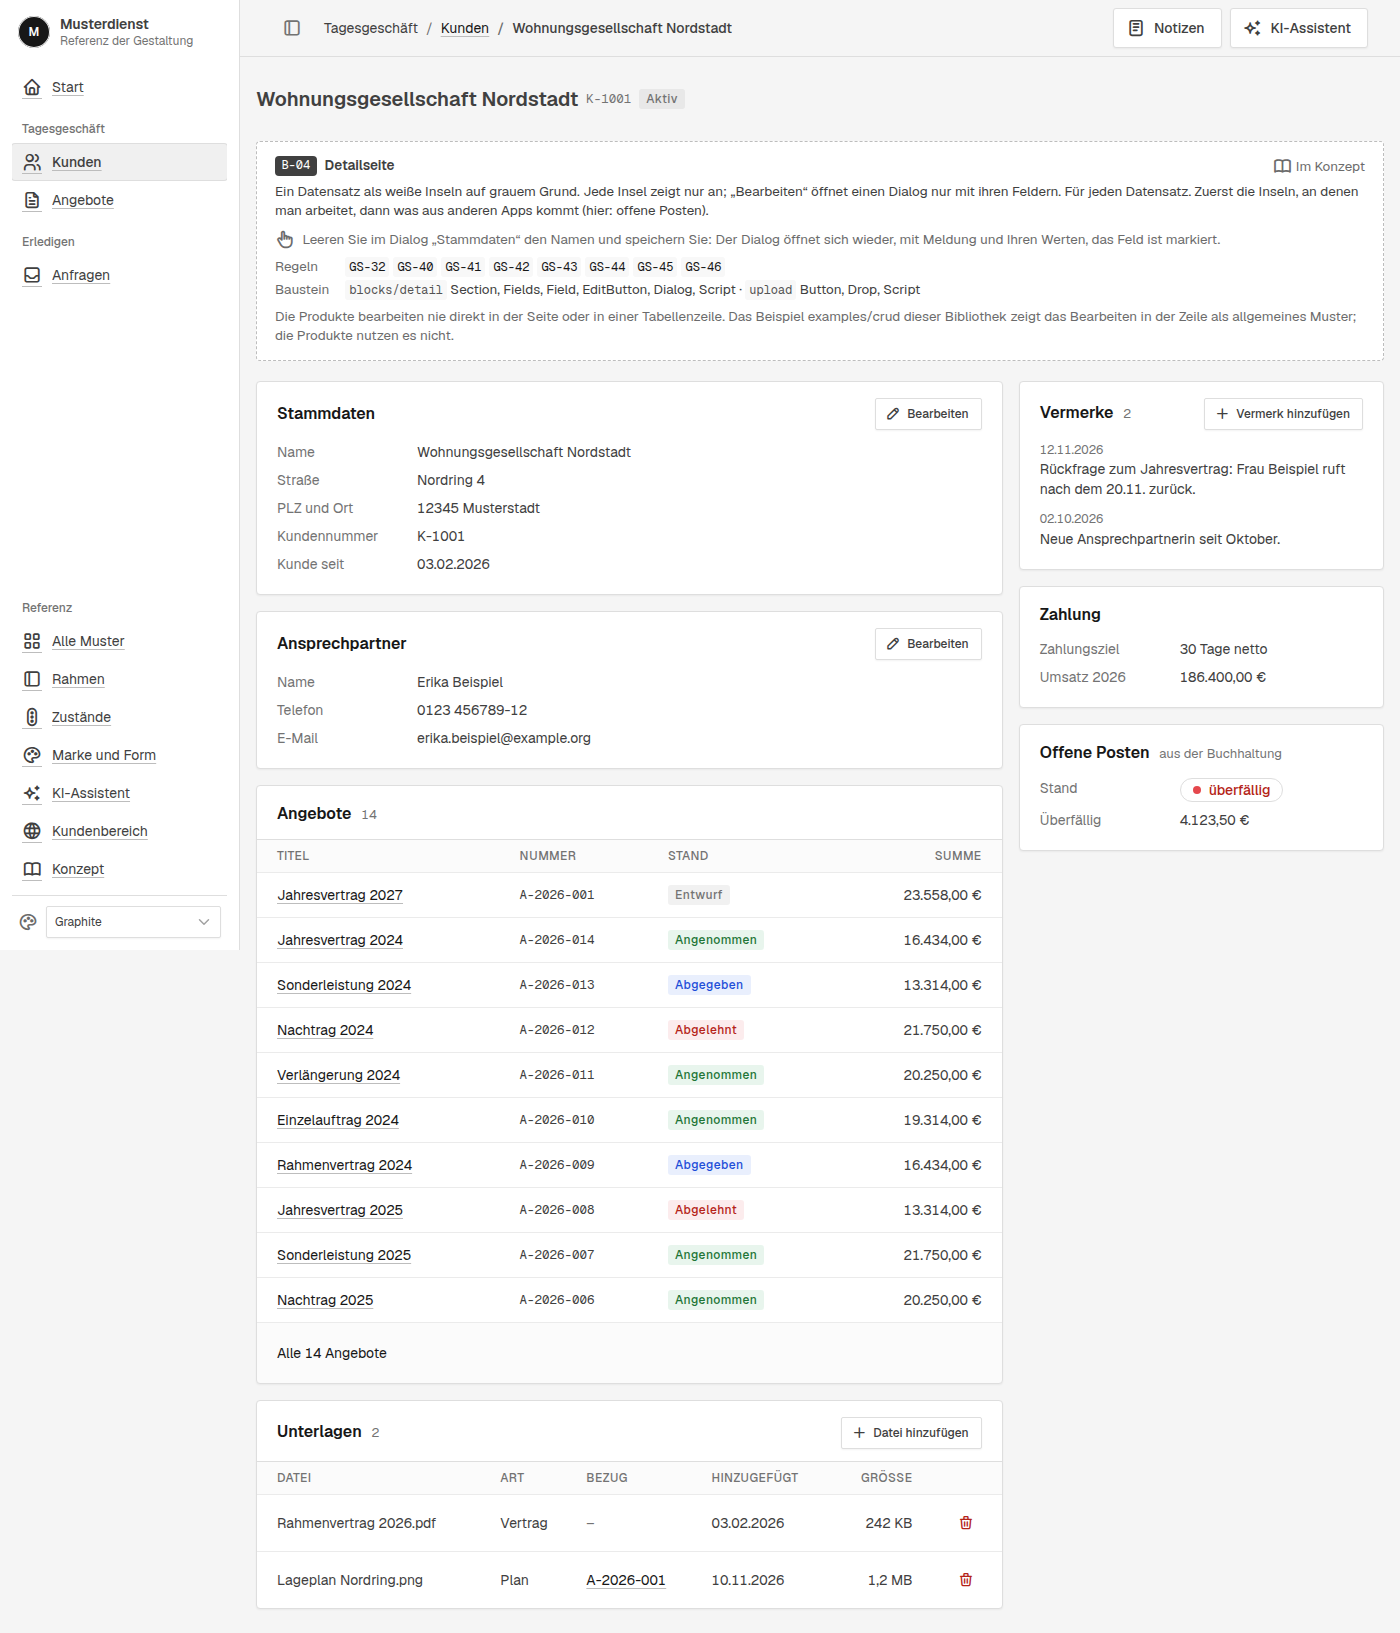 M
Musterdienst
Referenz der Gestaltung
Start
Tagesgeschäft
Kunden
Angebote
Erledigen
Anfragen
Referenz
Alle Muster
Rahmen
Zustände
Marke und Form
KI-Assistent
Kundenbereich
Konzept
Graphite
Tagesgeschäft / Kunden / Wohnungsgesellschaft Nordstadt
Notizen
KI-Assistent
Wohnungsgesellschaft Nordstadt K-1001 Aktiv
B-04 Detailseite
Im Konzept
Ein Datensatz als weiße Inseln auf grauem Grund. Jede Insel zeigt nur an; „Bearbeiten“ öffnet einen Dialog nur mit ihren Feldern. Für jeden Datensatz. Zuerst die Inseln, an denen
man arbeitet, dann was aus anderen Apps kommt (hier: offene Posten).
Leeren Sie im Dialog „Stammdaten“ den Namen und speichern Sie: Der Dialog öffnet sich wieder, mit Meldung und Ihren Werten, das Feld ist markiert.
Regeln GS-32 GS-40 GS-41 GS-42 GS-43 GS-44 GS-45 GS-46
Baustein blocks/detail Section, Fields, Field, EditButton, Dialog, Script · upload Button, Drop, Script
Die Produkte bearbeiten nie direkt in der Seite oder in einer Tabellenzeile. Das Beispiel examples/crud dieser Bibliothek zeigt das Bearbeiten in der Zeile als allgemeines Muster;
die Produkte nutzen es nicht.
Stammdaten
Bearbeiten
Name Wohnungsgesellschaft Nordstadt
Straße Nordring 4
PLZ und Ort 12345 Musterstadt
Kundennummer K-1001
Kunde seit 03.02.2026
Ansprechpartner
Bearbeiten
Name Erika Beispiel
Telefon 0123 456789-12
E-Mail erika.beispiel@example.org
Angebote 14
TITEL NUMMER STAND SUMME
Jahresvertrag 2027 A-2026-001 Entwurf 23.558,00 €
Jahresvertrag 2024 A-2026-014 Angenommen 16.434,00 €
Sonderleistung 2024 A-2026-013 Abgegeben 13.314,00 €
Nachtrag 2024 A-2026-012 Abgelehnt 21.750,00 €
Verlängerung 2024 A-2026-011 Angenommen 20.250,00 €
Einzelauftrag 2024 A-2026-010 Angenommen 19.314,00 €
Rahmenvertrag 2024 A-2026-009 Abgegeben 16.434,00 €
Jahresvertrag 2025 A-2026-008 Abgelehnt 13.314,00 €
Sonderleistung 2025 A-2026-007 Angenommen 21.750,00 €
Nachtrag 2025 A-2026-006 Angenommen 20.250,00 €
Alle 14 Angebote
Unterlagen 2
Datei hinzufügen
DATEI ART BEZUG HINZUGEFÜGT GRÖSSE
Rahmenvertrag 2026.pdf Vertrag – 03.02.2026 242 KB
Lageplan Nordring.png Plan A-2026-001 10.11.2026 1,2 MB
Vermerke 2
Vermerk hinzufügen
12.11.2026
Rückfrage zum Jahresvertrag: Frau Beispiel ruft
nach dem 20.11. zurück.
02.10.2026
Neue Ansprechpartnerin seit Oktober.
Zahlung
Zahlungsziel 30 Tage netto
Umsatz 2026 186.400,00 €
Offene Posten aus der Buchhaltung
Stand überfällig
Überfällig 4.123,50 €